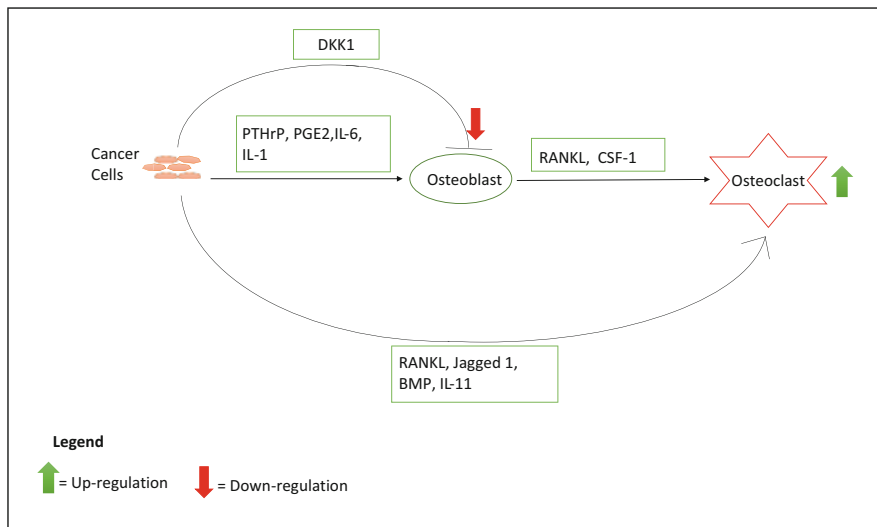 DKK1
PTHrP, PGE2,IL-6,
IL-1
Cancer
Cells
Osteoblast
RANKL, CSF-1
Osteoclast
RANKL, Jagged 1,
BMP, IL-11
Legend
= Up-regulation
= Down-regulation